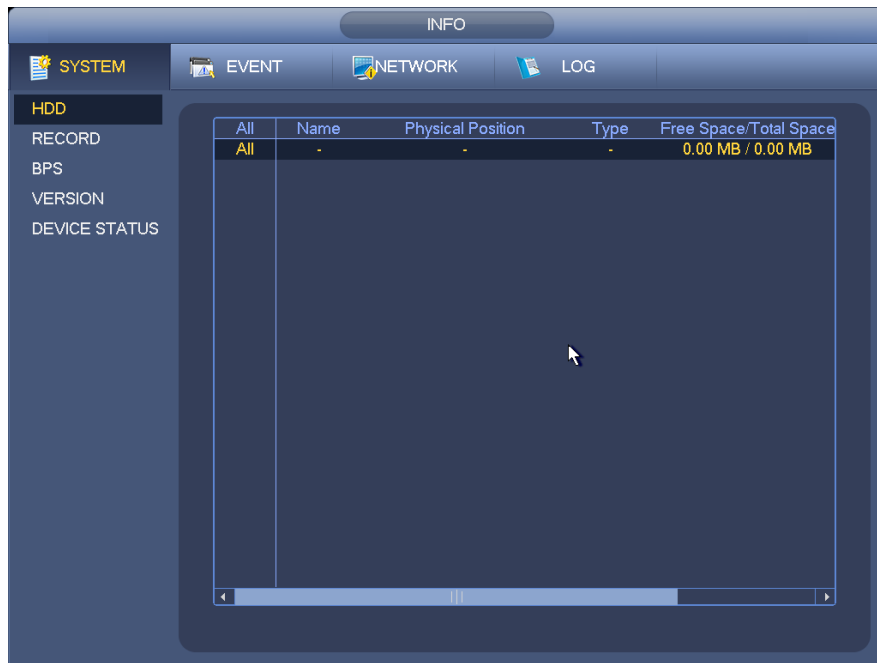 INFO
SYSTEM EVENT NETWORK LOG
HDD
RECORD
BPS
VERSION
DEVICE STATUS
All Name Physical Position Type Free Space/Total Space
All - - - 0.00 MB / 0.00 MB